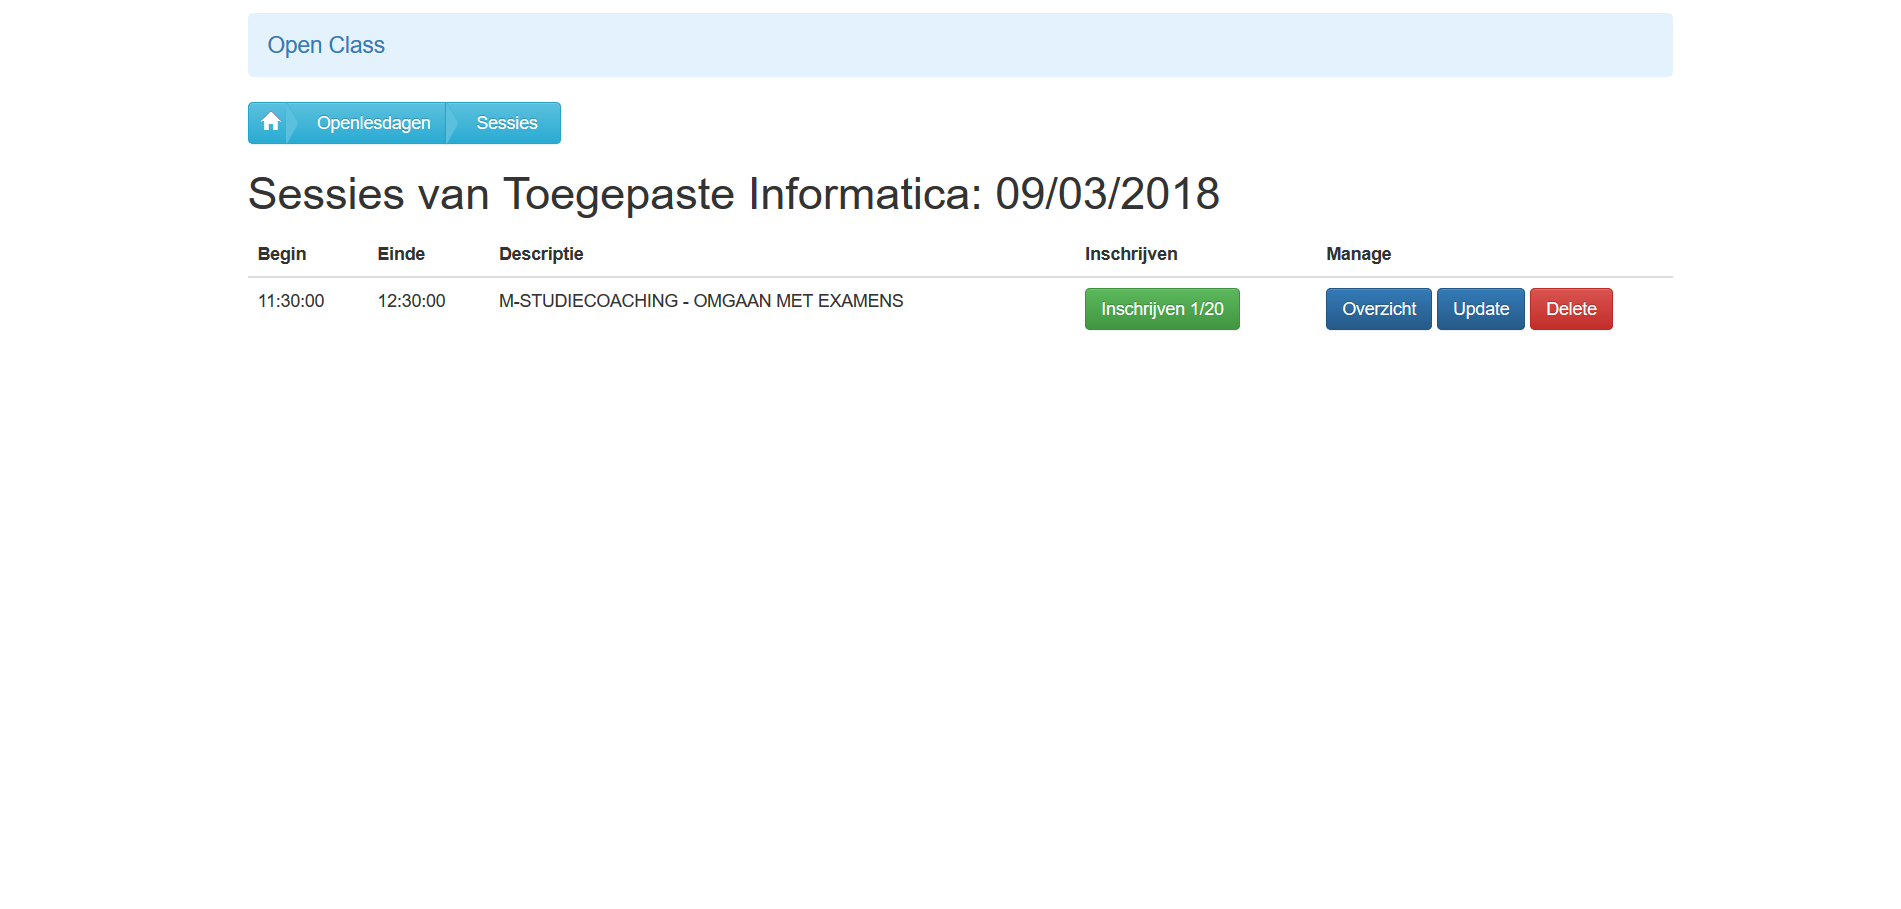 Open Class
Openlesdagen Sessies
Sessies van Toegepaste Informatica: 09/03/2018
Begin Einde Descriptie Inschrijven Manage
11:30:00 12:30:00 M-STUDIECOACHING - OMGAAN MET EXAMENS Inschrijven 1/20 Overzicht Update Delete